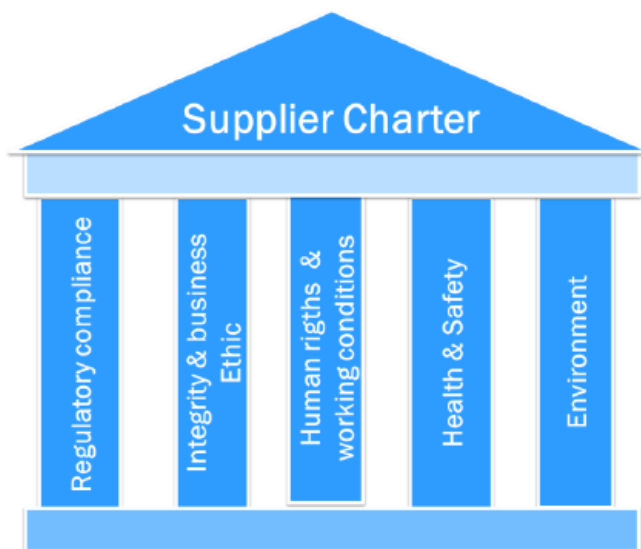 Supplier Charter
Regulatory compliance
Integrity & business
Ethic
Human rigths &
working conditions
Health & Safety
Environment